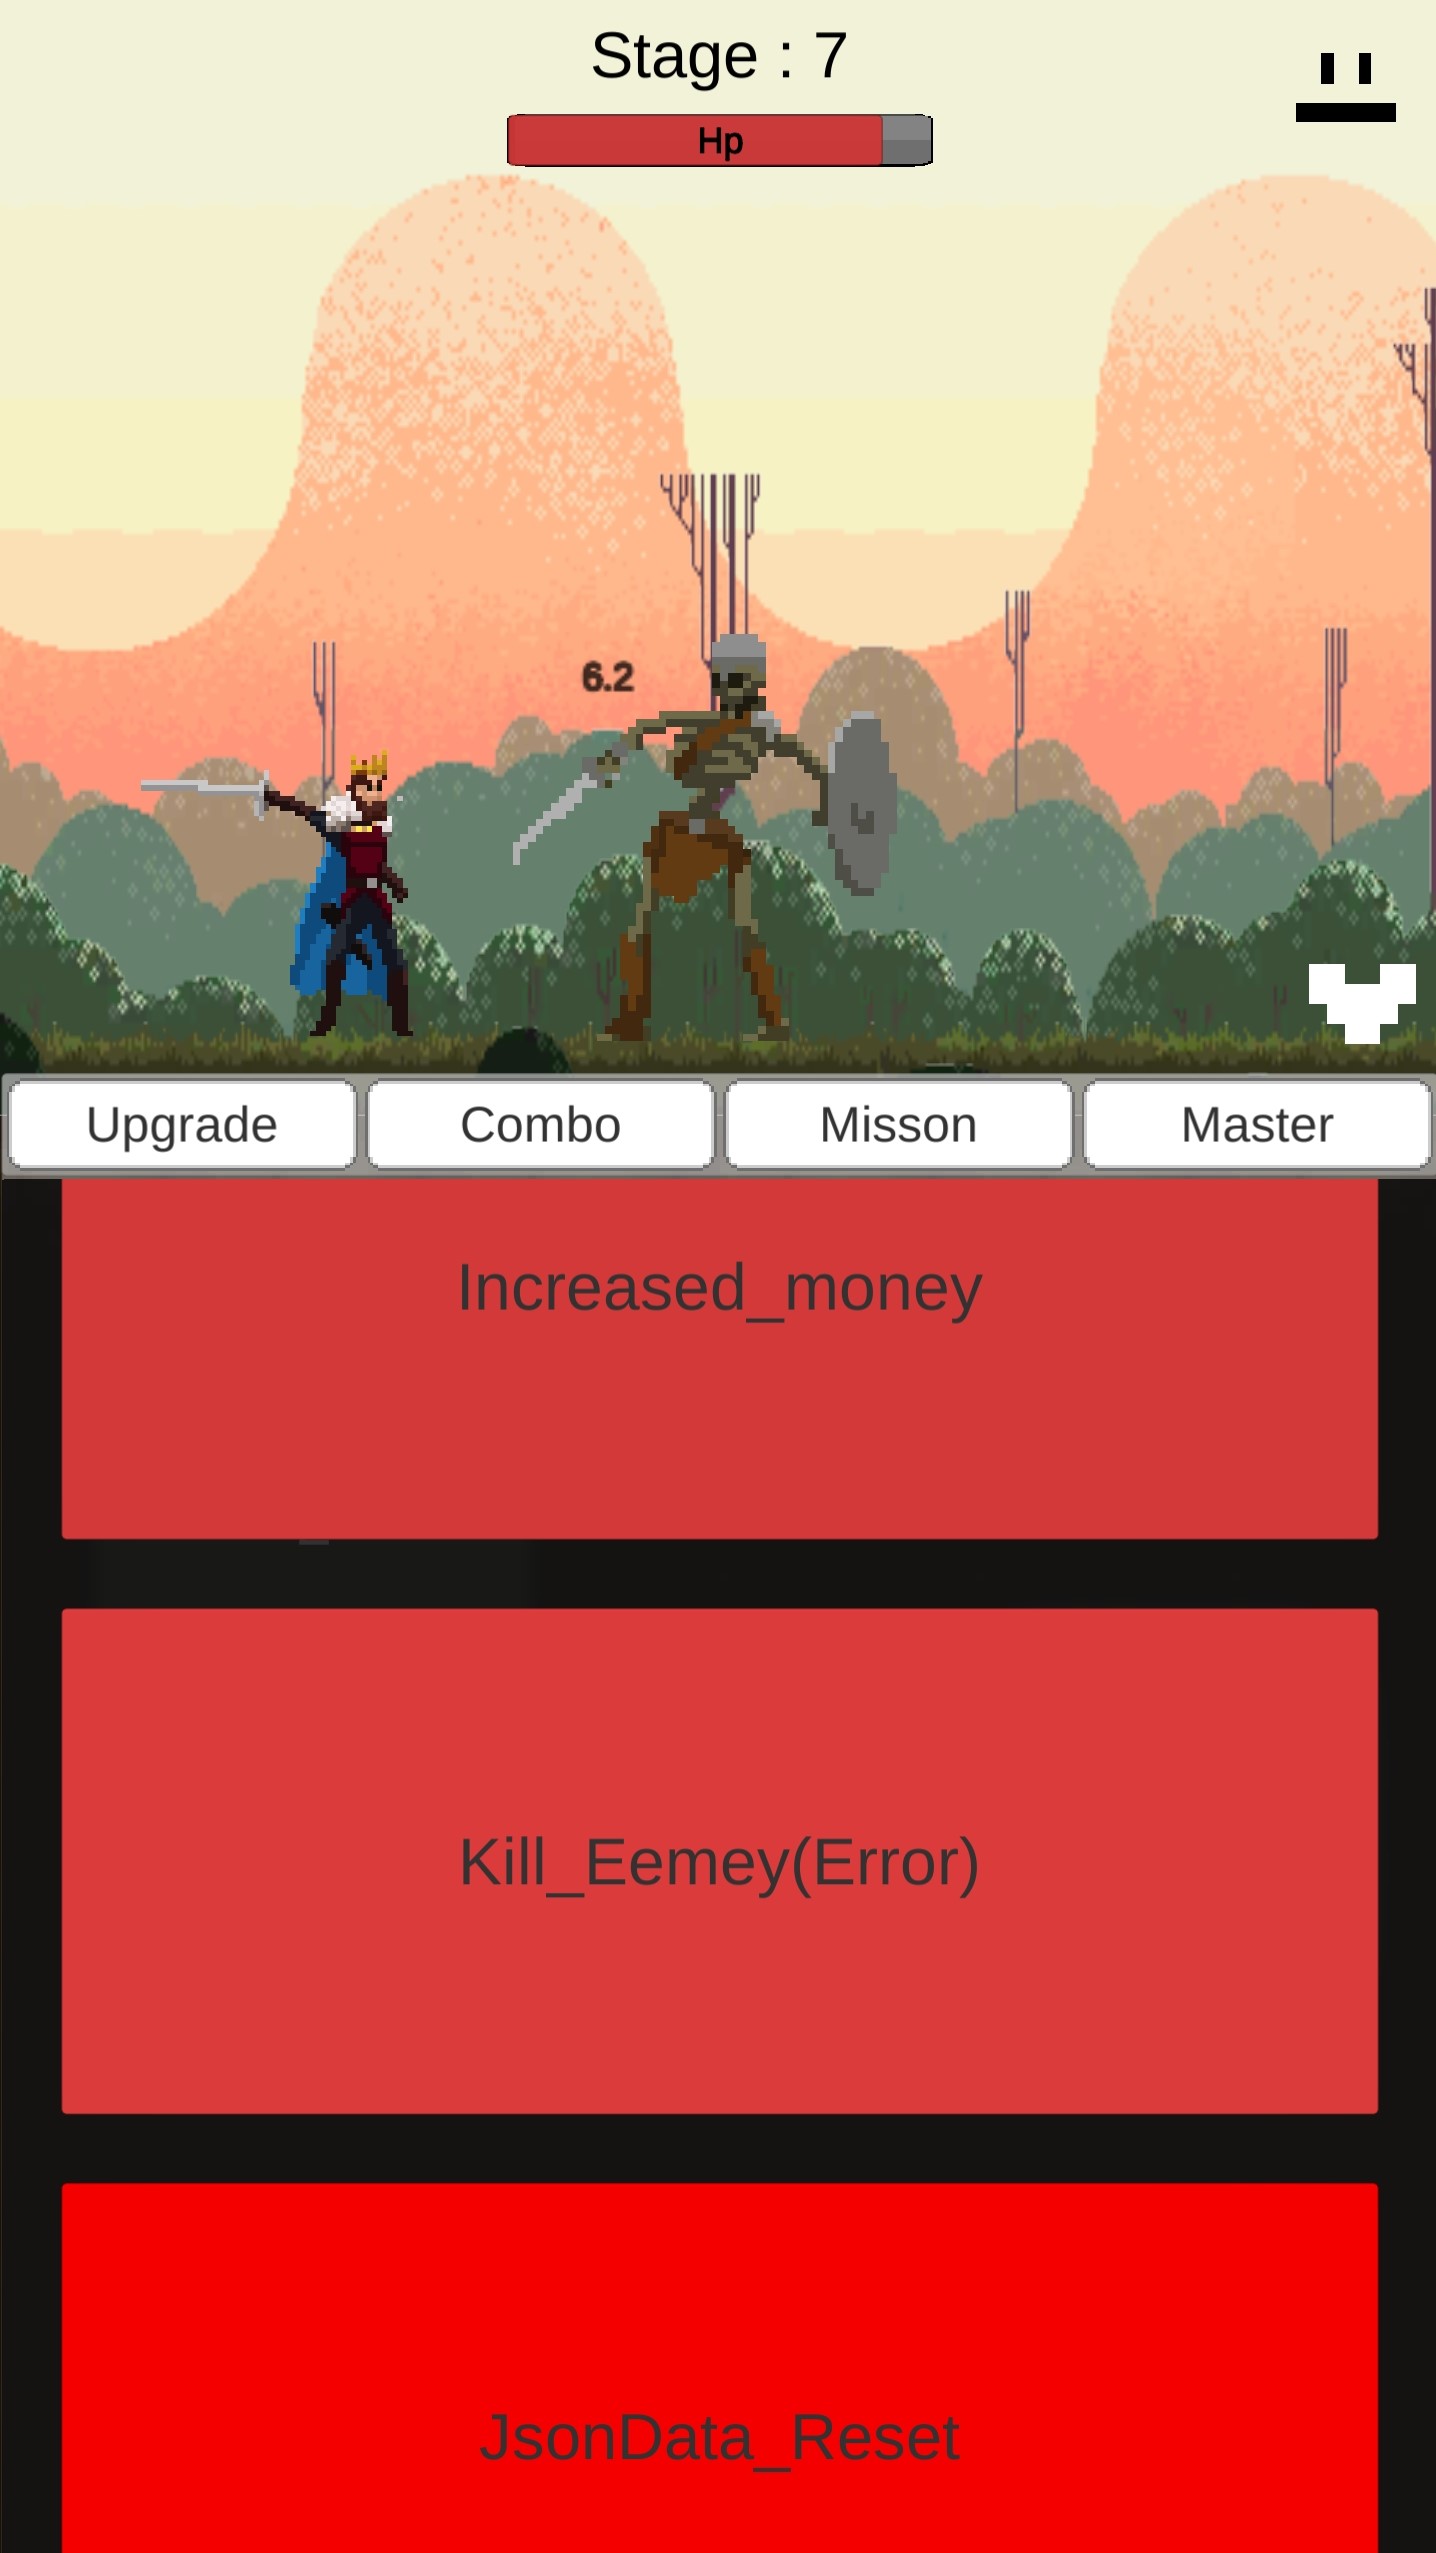 Stage : 7
Hp
6.2
Upgrade
Combo
Misson
Master
Increased_money
Kill_Eemey(Error)
JsonData_Reset